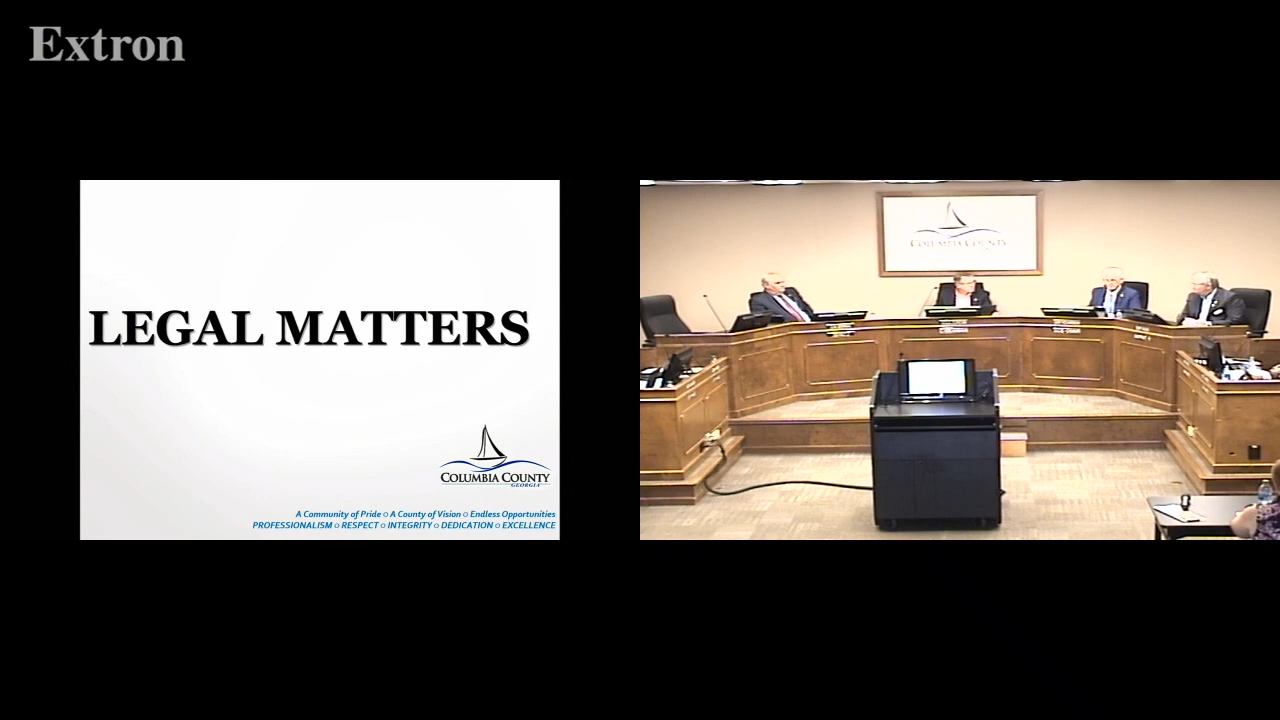 Extron
LEGAL MATTERS
COLUMBIA COUNTY
GEORGIA
A Community of Pride ○ A County of Vision ○ Endless Opportunities
PROFESSIONALISM ○ RESPECT ○ INTEGRITY ○ DEDICATION ○ EXCELLENCE
COLUMBIA COUNTY